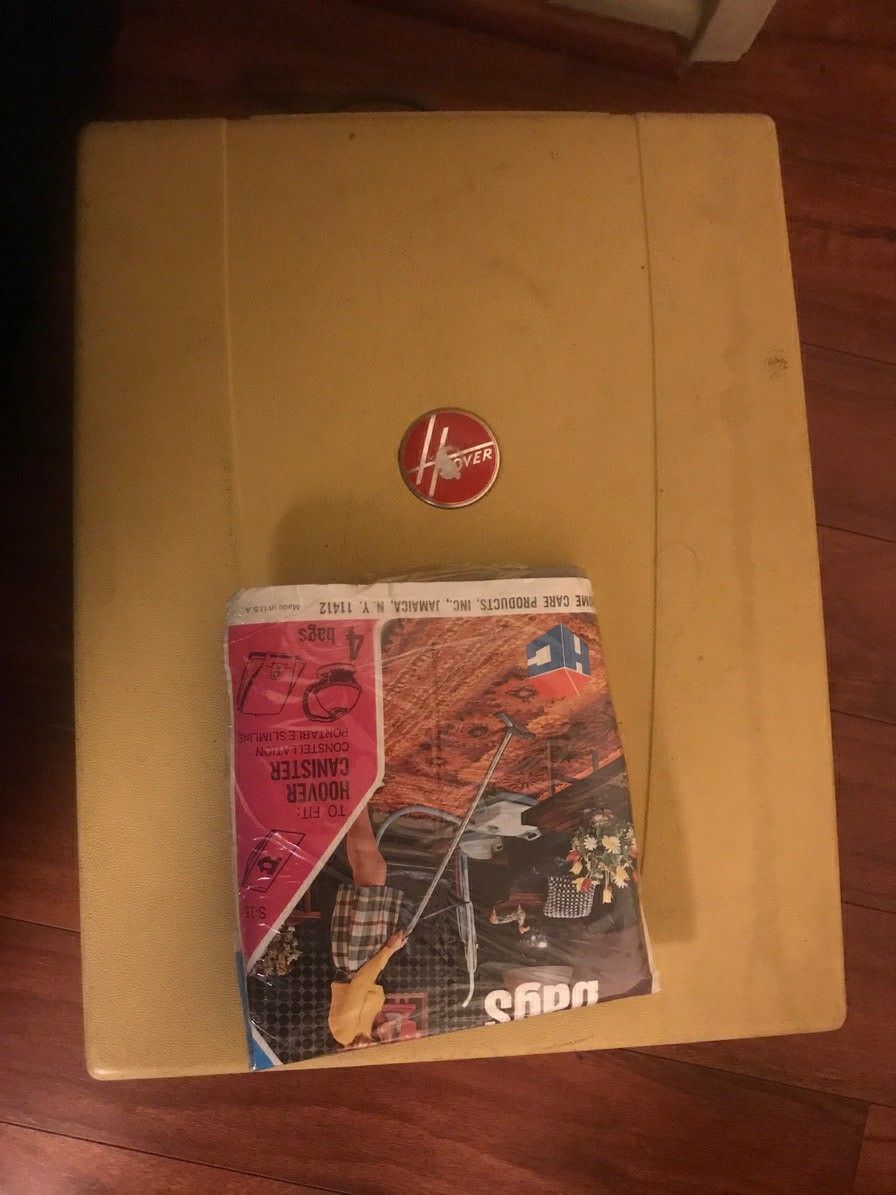 HOOVER
HOME CARE PRODUCTS, INC., JAMAICA, N. Y. 11412
Made in U.S.A.
bags
TO FIT:
HOOVER
CANISTER
CONSTELLATION
PORTABLE SLIMLINE
4 bags
HC